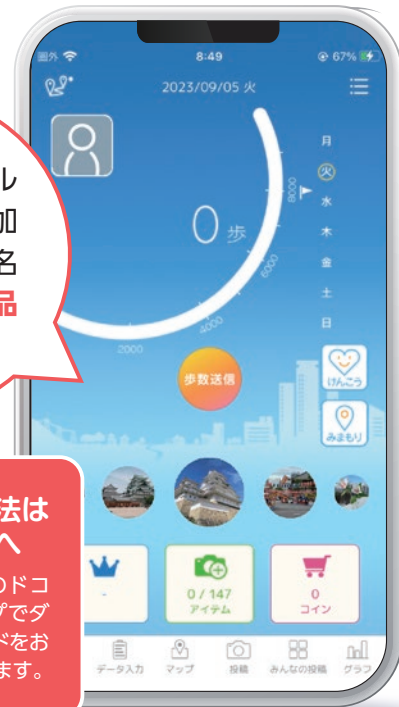 圏外
8:49
67%
2023/09/05 火
月
火
水
木
金
土
日
8000
6000
4000
2000
0 歩
歩数送信
けんこう
みまもり
ル
加
名
品
法は
へ
のドコ
プでダ
ドをお
ます。
-
0 / 147
アイテム
0
コイン
データ入力
マップ
投稿
みんなの投稿
グラフ